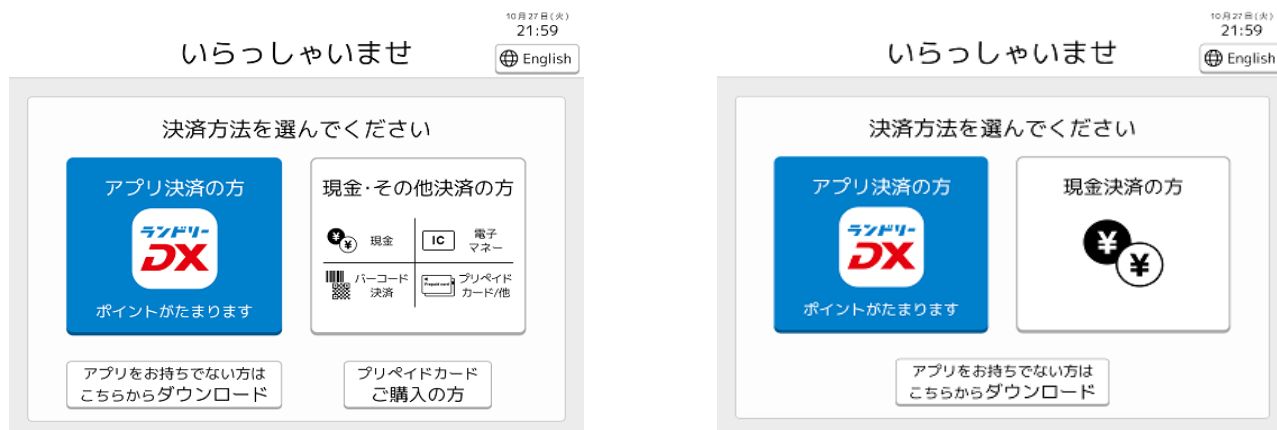 10月27日(火)
21:59
いらっしゃいませ
English
決済方法を選んでください
アプリ決済の方
ランドリー
DX
ポイントがたまります
現金・その他決済の方
現金
IC
電子
マネー
バーコード
決済
Prepaid card
プリペイド
カード/他
アプリをお持ちでない方は
こちらからダウンロード
プリペイドカード
ご購入の方
10月27日(火)
21:59
いらっしゃいませ
English
決済方法を選んでください
アプリ決済の方
ランドリー
DX
ポイントがたまります
現金決済の方
アプリをお持ちでない方は
こちらからダウンロード